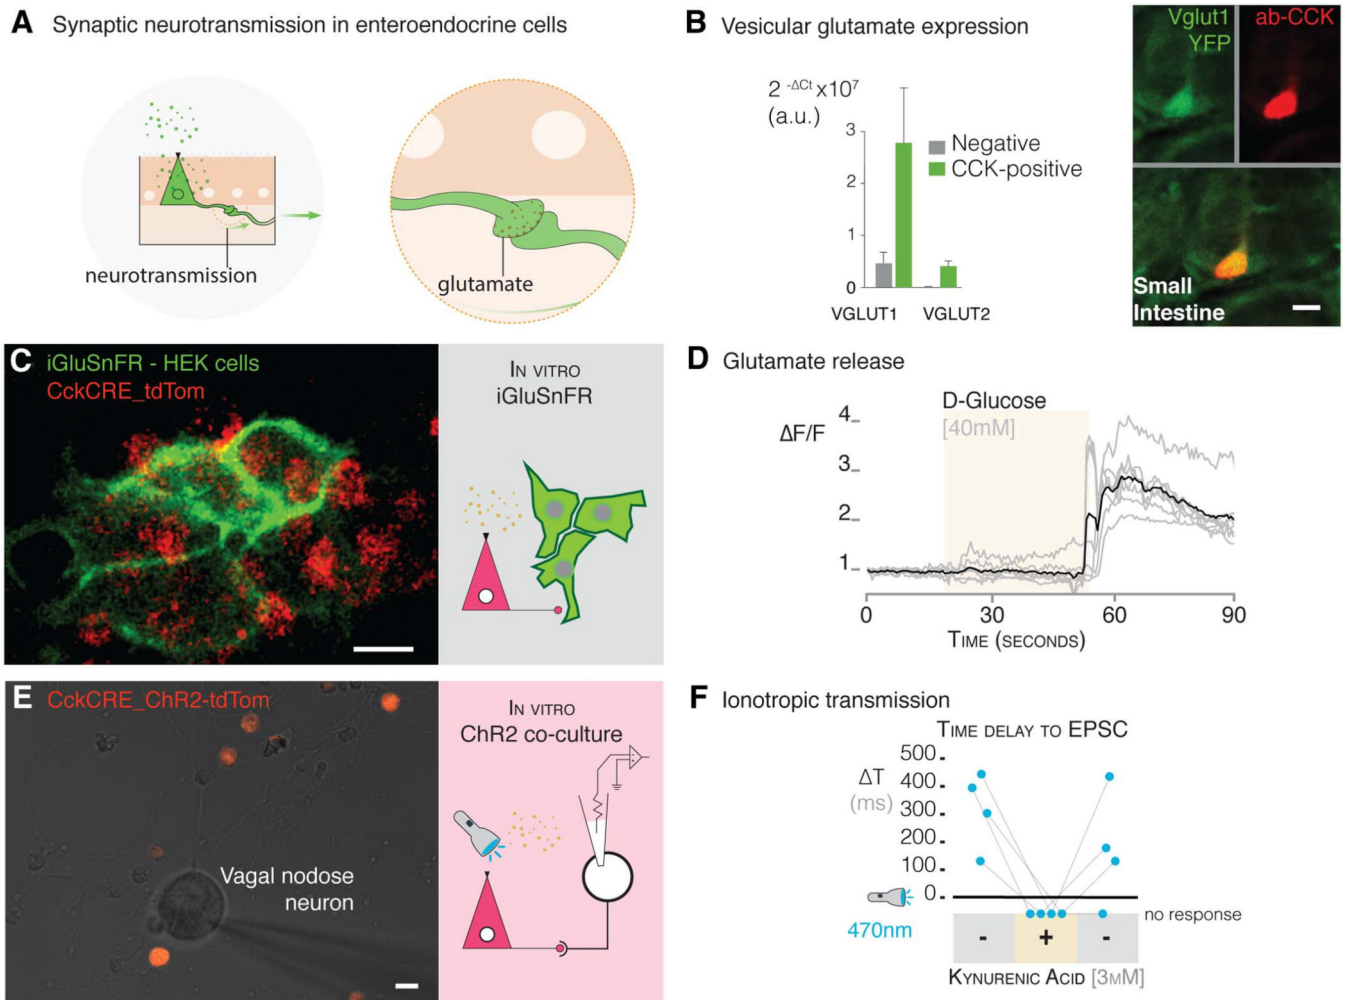 A Synaptic neurotransmission in enteroendocrine cells
neurotransmission
glutamate
B Vesicular glutamate expression
2 -ΔCt x10⁷
(a.u.)
3
2
1
0
Negative
CCK-positive
VGLUT1 VGLUT2
Vglut1
YFP
ab-CCK
Small
Intestine
C iGluSnFR - HEK cells
CckCRE_tdTom
IN VITRO
iGluSnFR
D Glutamate release
D-Glucose
[40mM]
ΔF/F
4
3
2
1
0 30 60 90
TIME (SECONDS)
E CckCRE_ChR2-tdTom
Vagal nodose
neuron
IN VITRO
ChR2 co-culture
F Ionotropic transmission
TIME DELAY TO EPSC
ΔT
(ms)
500
400
300
200
100
0
470nm
no response
- + -
KYNURENIC ACID [3MM]